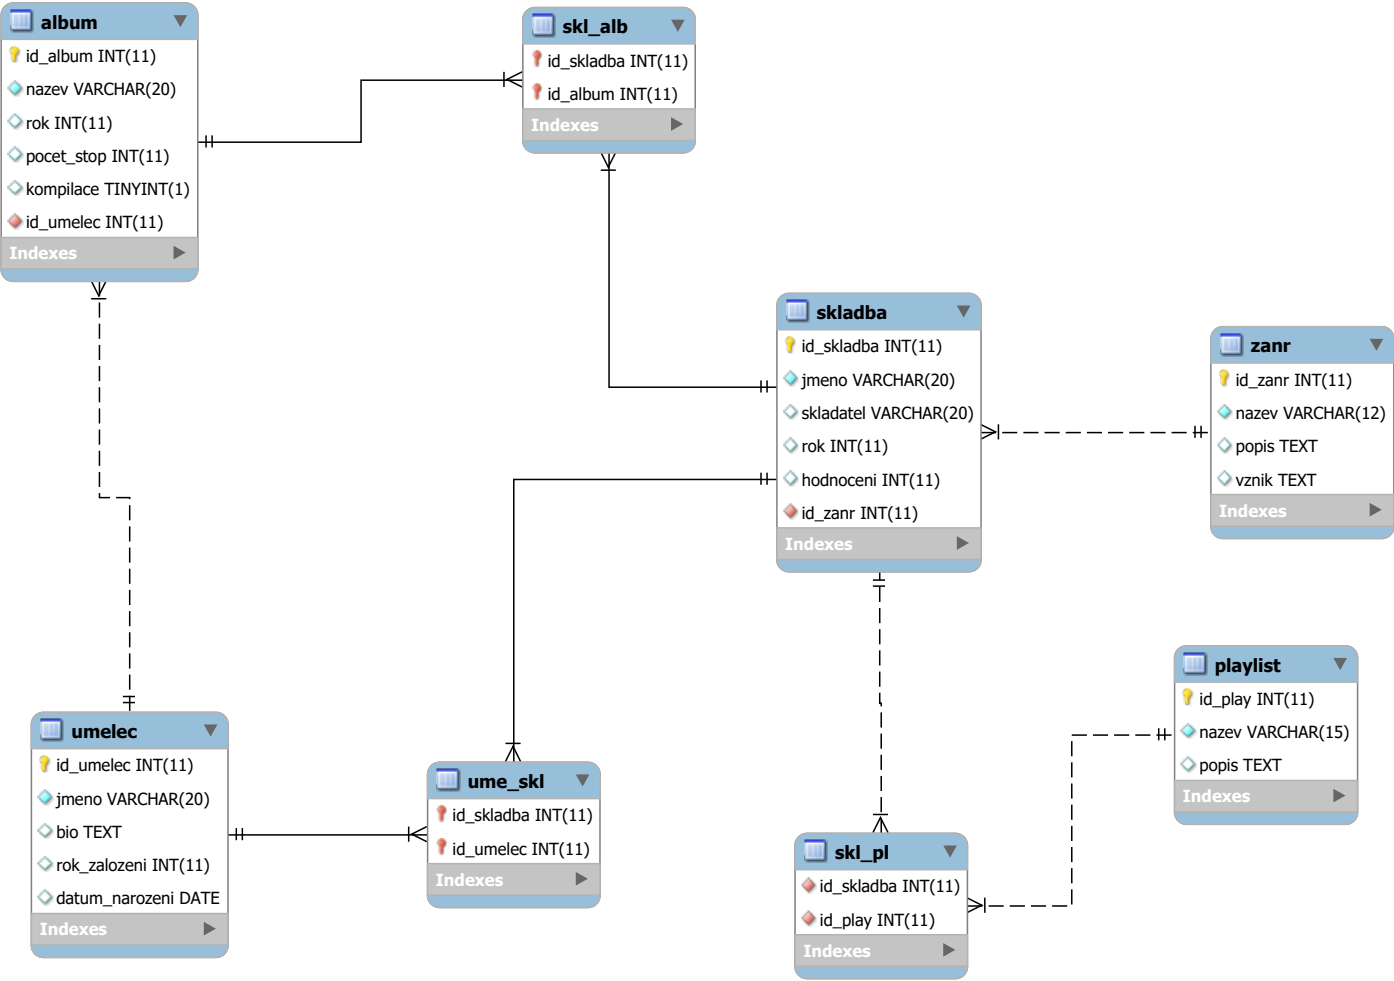 album
id_album INT(11)
nazev VARCHAR(20)
rok INT(11)
pocet_stop INT(11)
kompilace TINYINT(1)
id_umelec INT(11)
Indexes
skl_alb
id_skladba INT(11)
id_album INT(11)
Indexes
skladba
id_skladba INT(11)
jmeno VARCHAR(20)
skladatel VARCHAR(20)
rok INT(11)
hodnoceni INT(11)
id_zanr INT(11)
Indexes
zanr
id_zanr INT(11)
nazev VARCHAR(12)
popis TEXT
vznik TEXT
Indexes
umelec
id_umelec INT(11)
jmeno VARCHAR(20)
bio TEXT
rok_zalozeni INT(11)
datum_narozeni DATE
Indexes
ume_skl
id_skladba INT(11)
id_umelec INT(11)
Indexes
skl_pl
id_skladba INT(11)
id_play INT(11)
Indexes
playlist
id_play INT(11)
nazev VARCHAR(15)
popis TEXT
Indexes